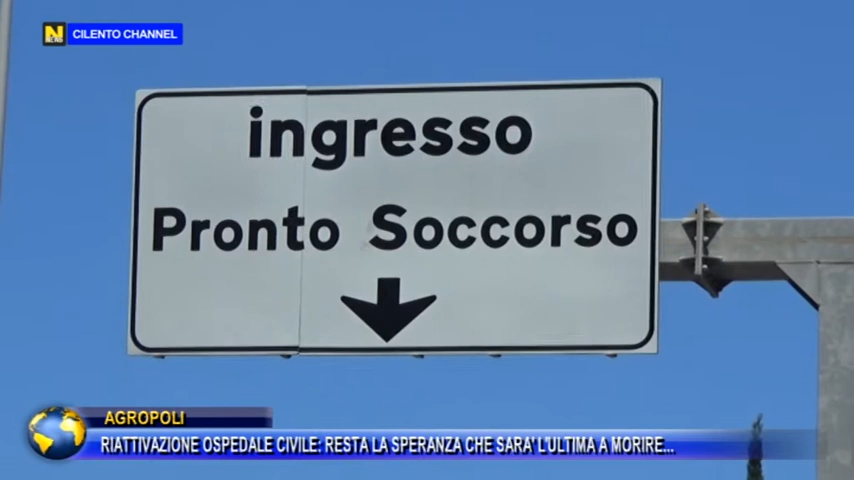 N
CILENTO CHANNEL
ingresso
Pronto Soccorso
AGROPOLI
RIATTIVAZIONE OSPEDALE CIVILE: RESTA LA SPERANZA CHE SARA' L'ULTIMA A MORIRE...